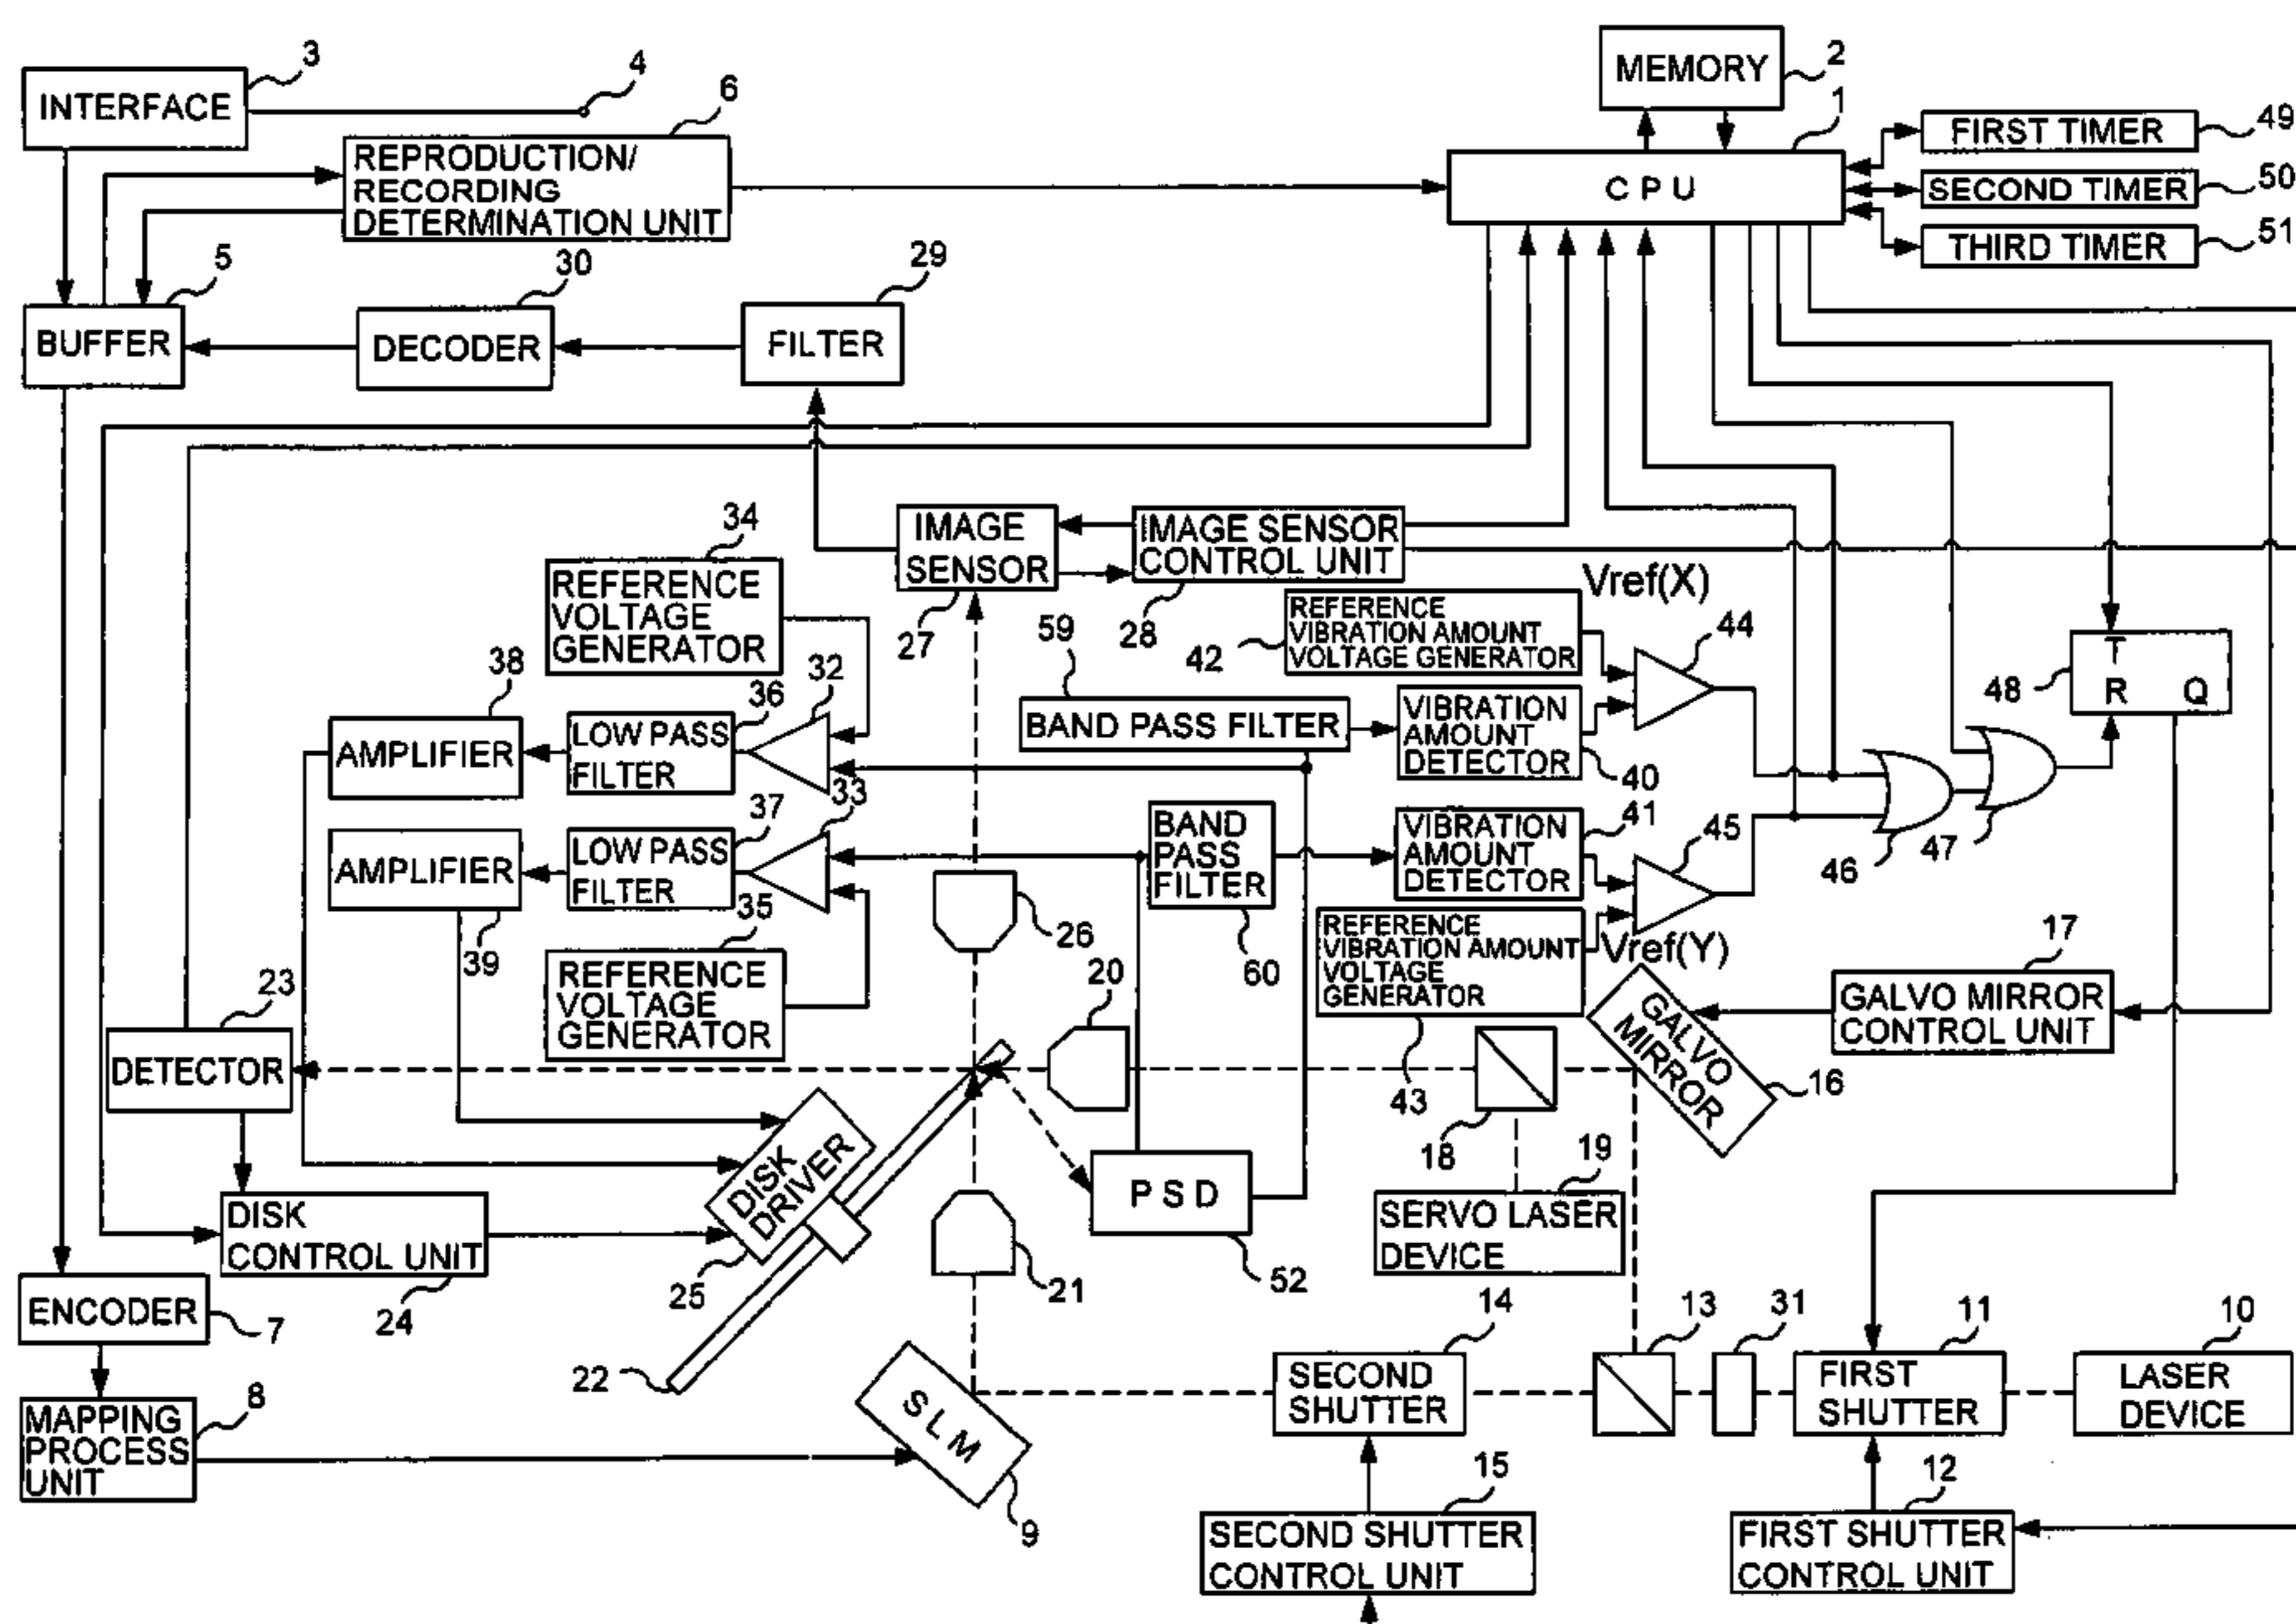 3
INTERFACE
4
6
REPRODUCTION/
RECORDING
DETERMINATION UNIT
MEMORY
2
1
CPU
FIRST TIMER
49
SECOND TIMER
50
THIRD TIMER
51
5
BUFFER
30
DECODER
29
FILTER
34
REFERENCE
VOLTAGE
GENERATOR
IMAGE
SENSOR
27
IMAGE SENSOR
CONTROL UNIT
28
Vref(X)
REFERENCE
VIBRATION AMOUNT
VOLTAGE GENERATOR
42
44
59
BAND PASS FILTER
VIBRATION
AMOUNT
DETECTOR
40
48
T
R Q
38
AMPLIFIER
36
LOW PASS
FILTER
32
37
33
AMPLIFIER
39
LOW PASS
FILTER
35
REFERENCE
VOLTAGE
GENERATOR
26
BAND
PASS
FILTER
60
VIBRATION
AMOUNT
DETECTOR
41
45
46
47
REFERENCE
VIBRATION AMOUNT
VOLTAGE
GENERATOR
43
Vref(Y)
17
GALVO MIRROR
CONTROL UNIT
GALVO
MIRROR
16
23
DETECTOR
20
18
19
SERVO LASER
DEVICE
DISK
DRIVER
25
PSD
52
DISK
CONTROL UNIT
24
21
ENCODER
7
22
14
SECOND
SHUTTER
13
31
11
FIRST
SHUTTER
10
LASER
DEVICE
8
MAPPING
PROCESS
UNIT
SLM
9
15
SECOND SHUTTER
CONTROL UNIT
12
FIRST SHUTTER
CONTROL UNIT